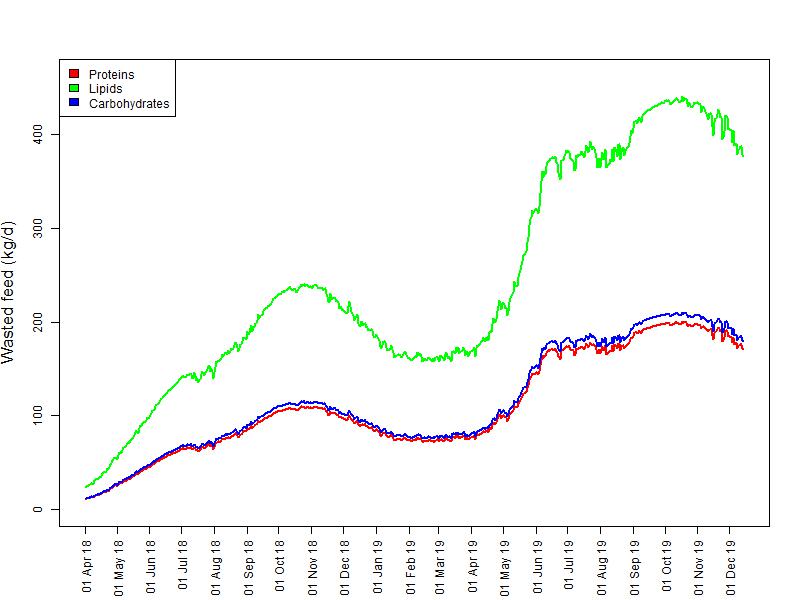 Proteins
Lipids
Carbohydrates
Wasted feed (kg/d)
400
300
200
100
0
01 Apr 18
01 May 18
01 Jun 18
01 Jul 18
01 Aug 18
01 Sep 18
01 Oct 18
01 Nov 18
01 Dec 18
01 Jan 19
01 Feb 19
01 Mar 19
01 Apr 19
01 May 19
01 Jun 19
01 Jul 19
01 Aug 19
01 Sep 19
01 Oct 19
01 Nov 19
01 Dec 19